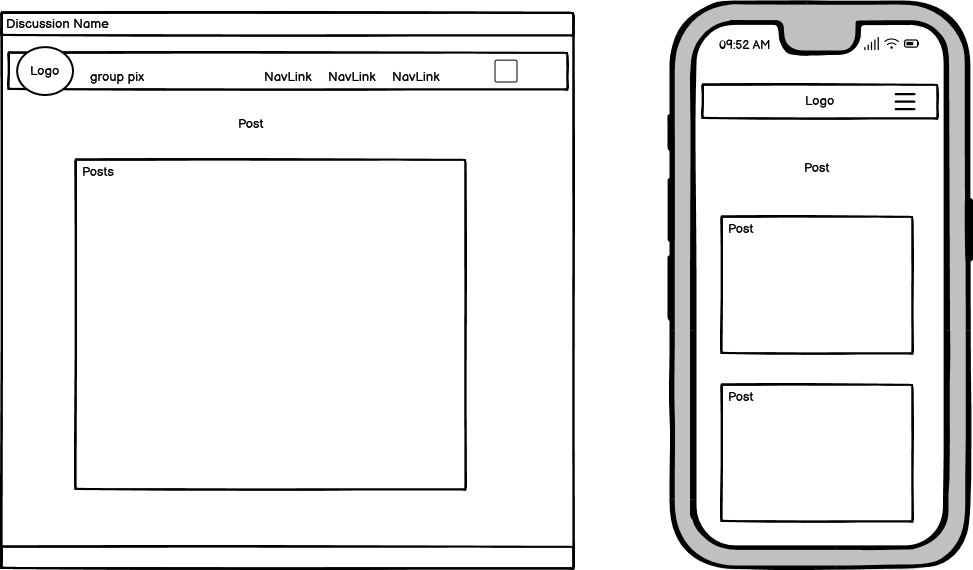 Discussion Name
Logo
group pix
NavLink NavLink NavLink
Post
Posts
09:52 AM
Logo
Post
Post
Post